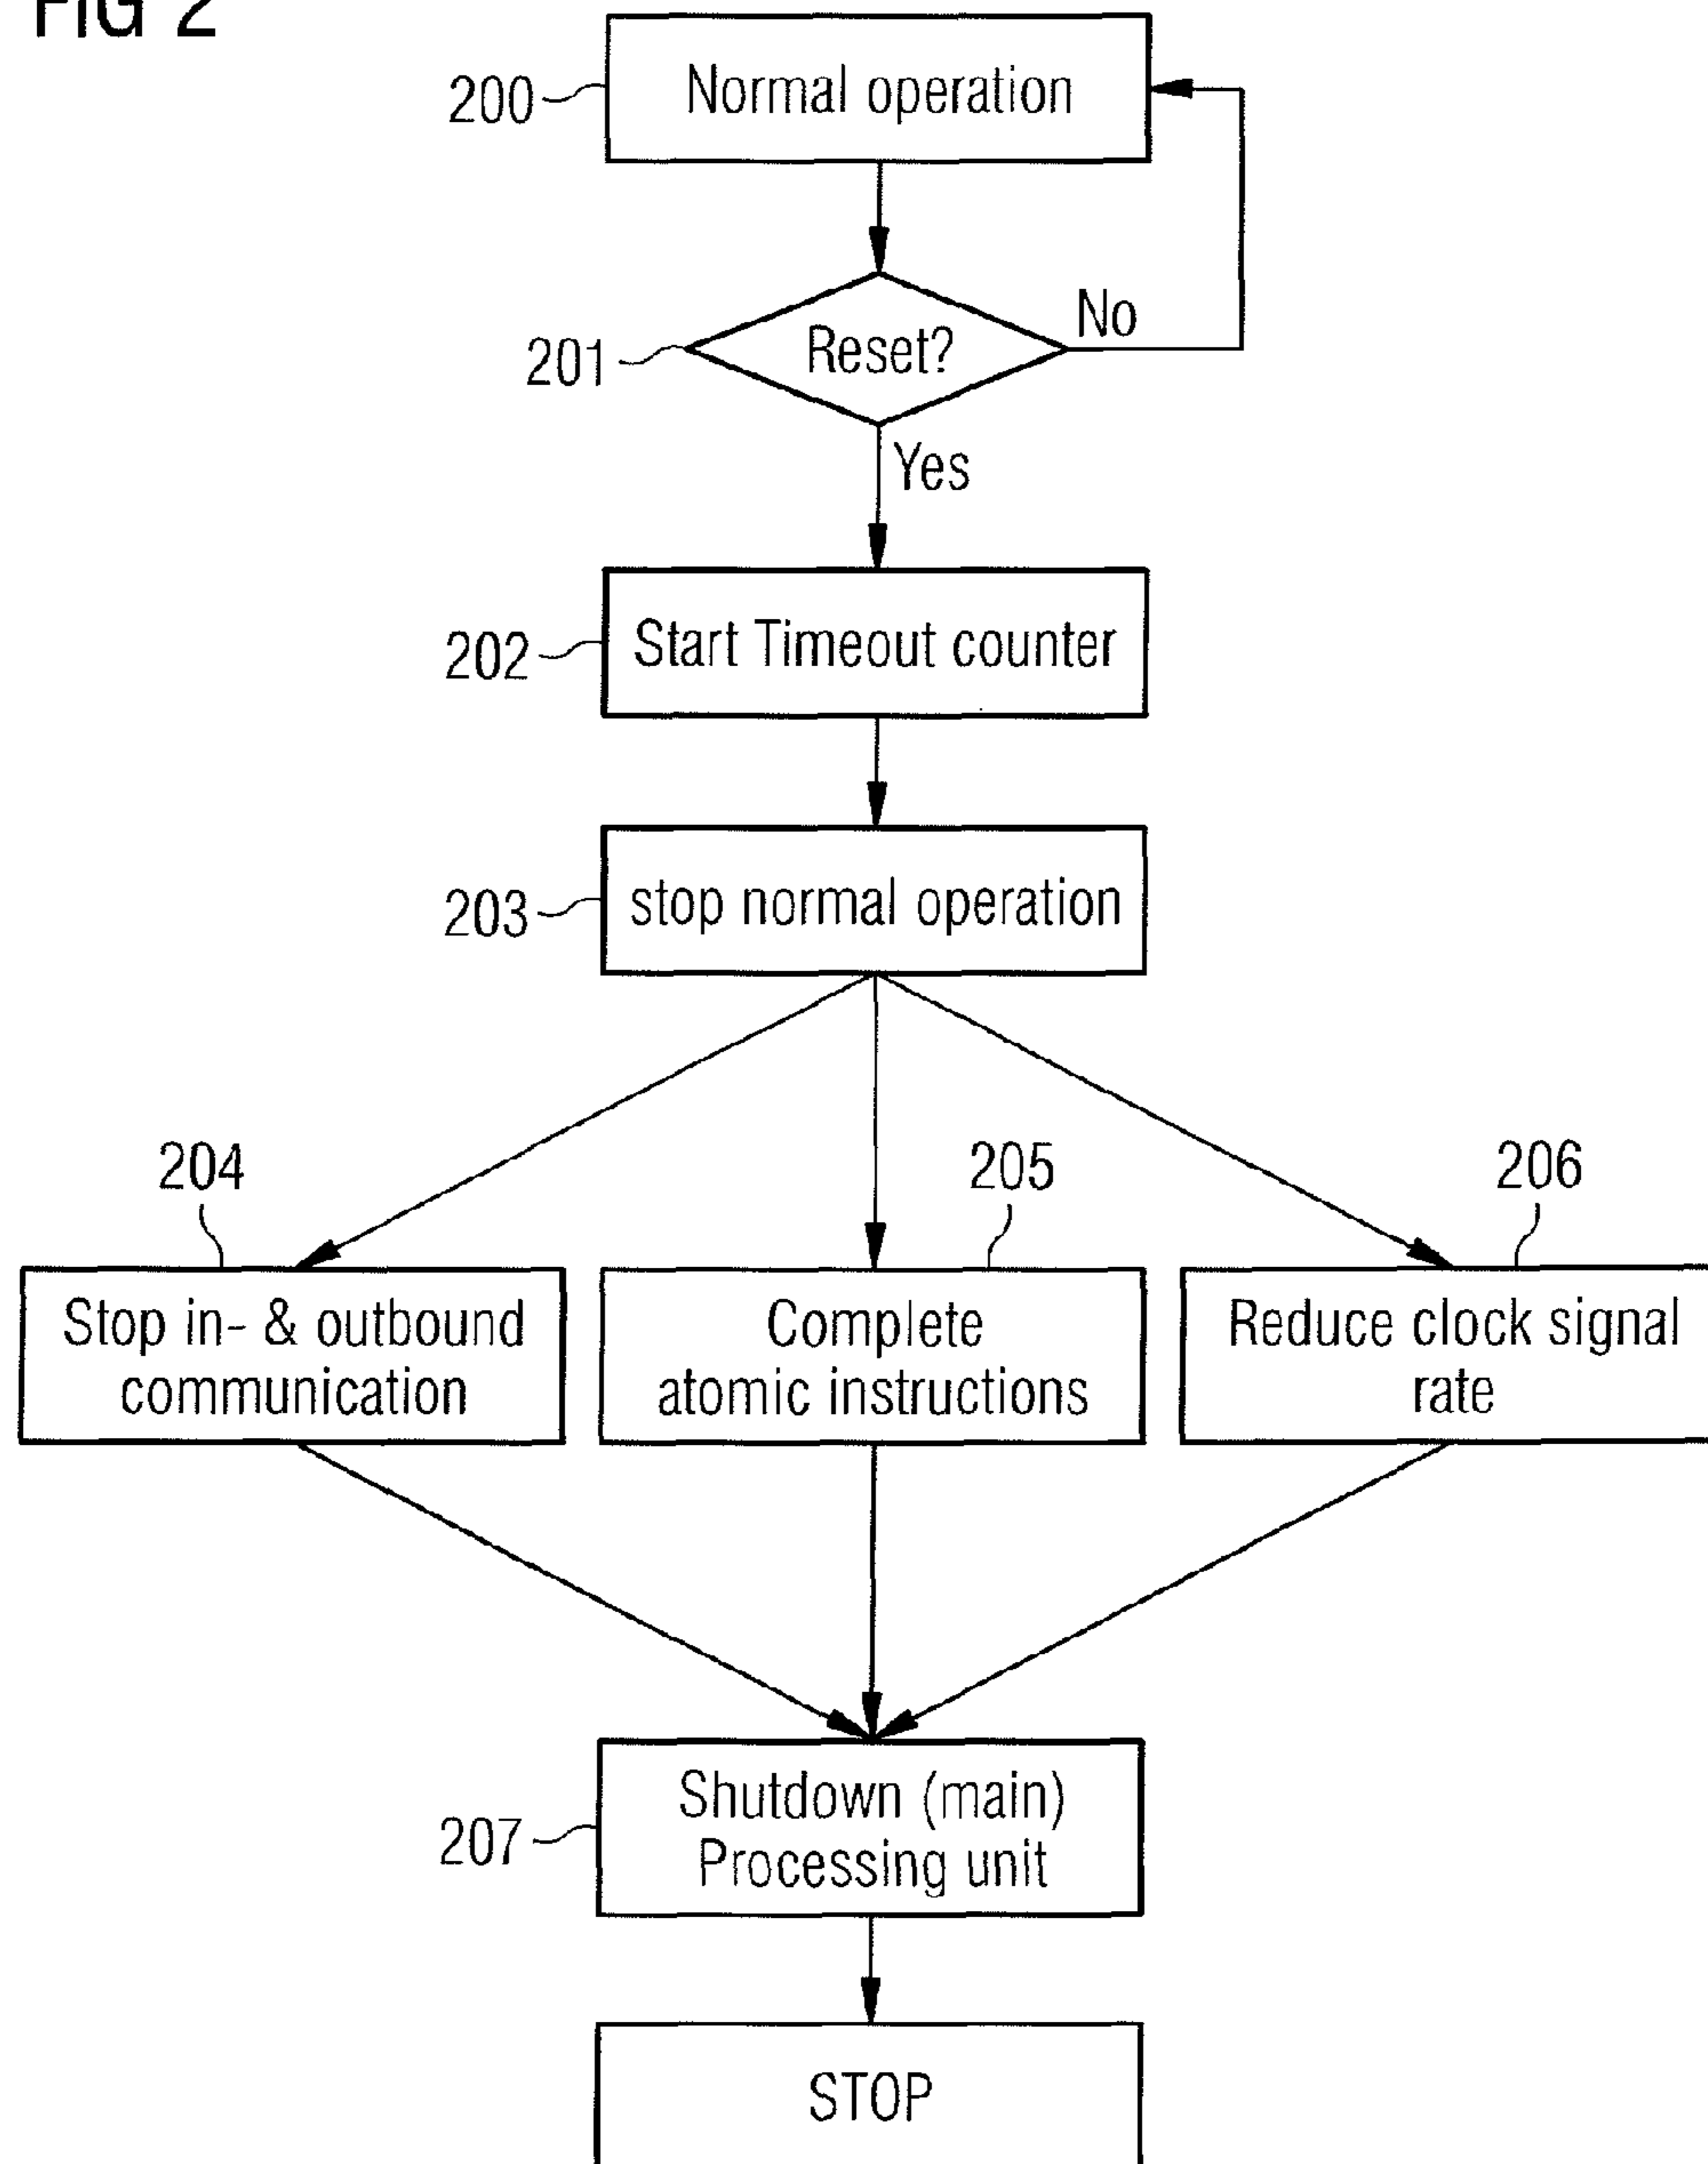 FIG 2
200
Normal operation
201
Reset?
No
Yes
202
Start Timeout counter
203
stop normal operation
204
205
206
Stop in- & outbound
communication
Complete
atomic instructions
Reduce clock signal
rate
207
Shutdown (main)
Processing unit
STOP